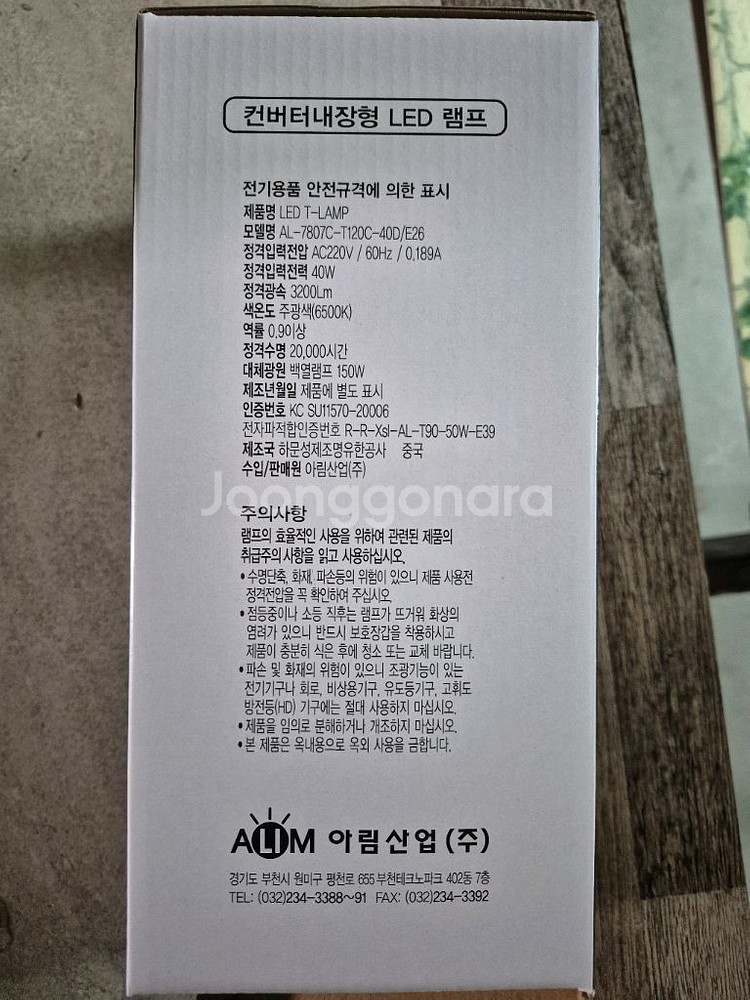 컨버터내장형 LED 램프
전기용품 안전규격에 의한 표시
제품명 LED T-LAMP
모델명 AL-7807C-T120C-40D/E26
정격입력전압 AC220V / 60Hz / 0.189A
정격입력전력 40W
정격광속 3200Lm
색온도 주광색(6500K)
역률 0.9이상
정격수명 20,000시간
대체광원 백열램프 150W
제조년월일 제품에 별도 표시
인증번호 KC SU11570-20006
전자파적합인증번호 R-R-Xsl-AL-T90-50W-E39
제조국 하문성제조명유한공사 중국
수입/판매원 아림산업(주)
Joonggonara
주의사항
램프의 효율적인 사용을 위하여 관련된 제품의
취급주의 사항을 읽고 사용하십시오.
• 수명단축, 화재, 파손등의 위험이 있으니 제품 사용전
정격전압을 꼭 확인하여 주십시오.
• 점등중이나 소등 직후는 램프가 뜨거워 화상의
염려가 있으니 반드시 보호장갑을 착용하시고
제품이 충분히 식은 후에 청소 또는 교체 바랍니다.
• 파손 및 화재의 위험이 있으니 조광기능이 있는
전기기구나 회로, 비상용기구, 유도등기구, 고휘도
방전등(HD) 기구에는 절대 사용하지 마십시오.
• 제품을 임의로 분해하거나 개조하지 마십시오.
• 본 제품은 옥내용으로 옥외 사용을 금합니다.
ALIM 아림산업(주)
경기도 부천시 원미구 평천로 655 부천테크노파크 402동 7층
TEL: (032)234-3388~91 FAX: (032)234-3392